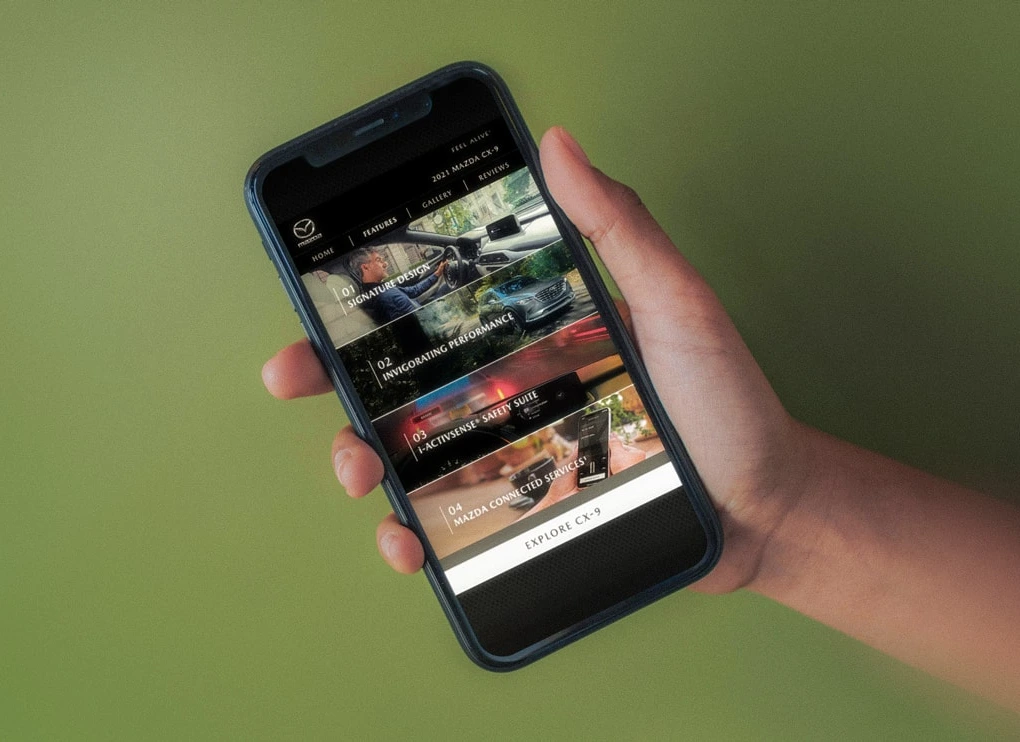 FEEL ALIVE™
2021 MAZDA CX-9
mazda
HOME | FEATURES | GALLERY | REVIEWS
01
SIGNATURE DESIGN
02
INVIGORATING PERFORMANCE
03
i-ACTIVSENSE® SAFETY SUITE
04
MAZDA CONNECTED SERVICES¹
EXPLORE CX-9